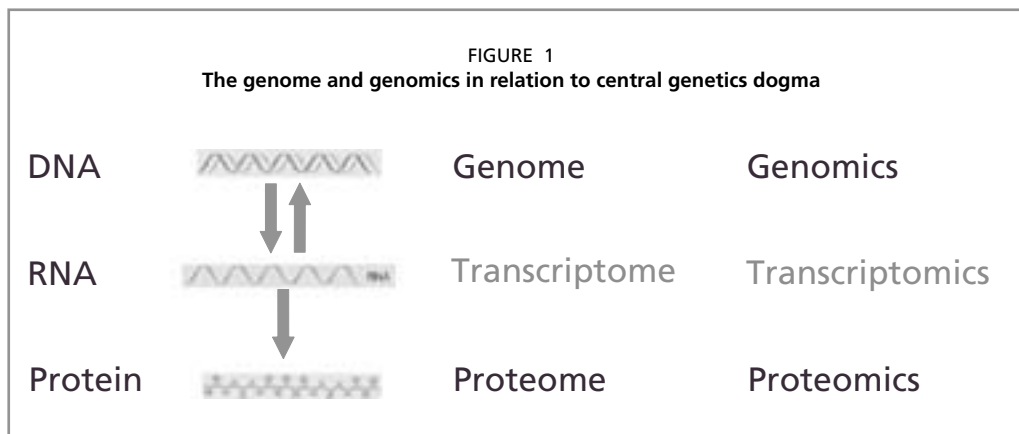 FIGURE 1
The genome and genomics in relation to central genetics dogma
DNA Genome Genomics
RNA Transcriptome Transcriptomics
Protein Proteome Proteomics